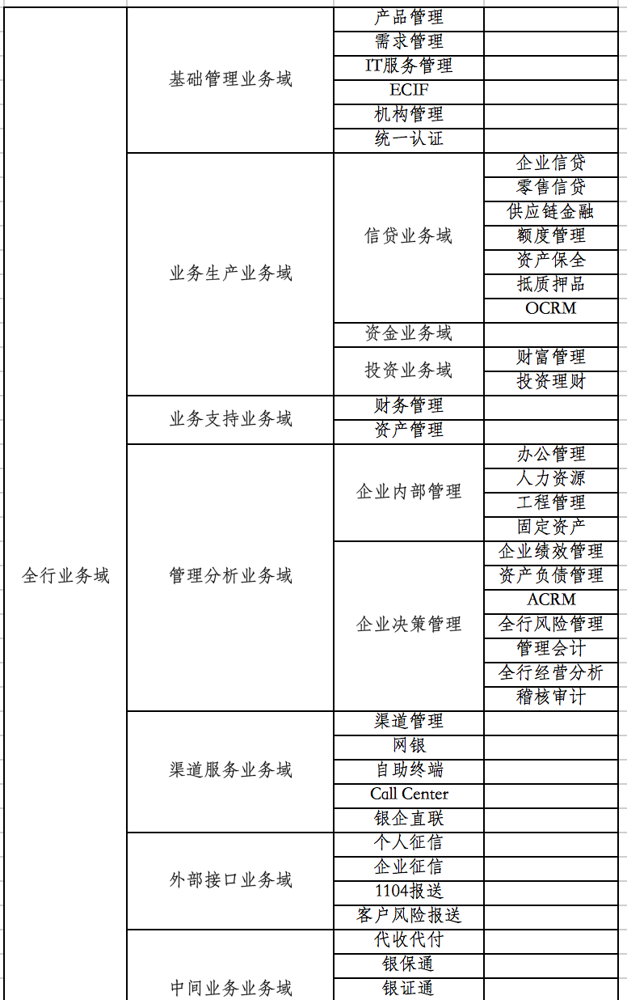 全行业务域
基础管理业务域
产品管理
需求管理
IT服务管理
ECIF
机构管理
统一认证
业务生产业务域
信贷业务域
企业信贷
零售信贷
供应链金融
额度管理
资产保全
抵质押品
OCRM
资金业务域
投资业务域
财富管理
投资理财
业务支持业务域
财务管理
资产管理
管理分析业务域
企业内部管理
办公管理
人力资源
工程管理
固定资产
企业决策管理
企业绩效管理
资产负债管理
ACRM
全行风险管理
管理会计
全行经营分析
稽核审计
渠道服务业务域
渠道管理
网银
自助终端
Call Center
银企直联
外部接口业务域
个人征信
企业征信
1104报送
客户风险报送
中间业务业务域
代收代付
银保通
银证通